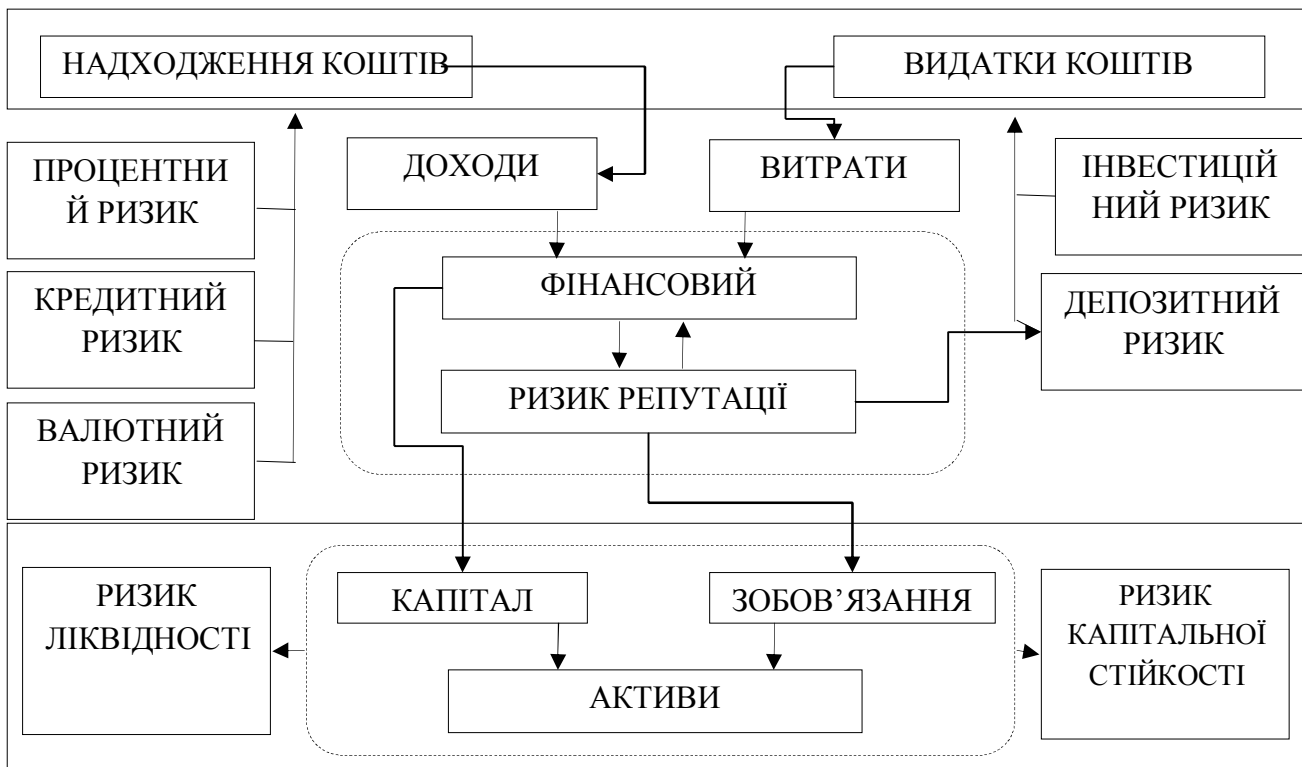 НАДХОДЖЕННЯ КОШТІВ
ВИДАТКИ КОШТІВ
ПРОЦЕНТНИ
Й РИЗИК
ДОХОДИ
ВИТРАТИ
ІНВЕСТИЦІЙ
НИЙ РИЗИК
КРЕДИТНИЙ
РИЗИК
ФІНАНСОВИЙ
ДЕПОЗИТНИЙ
РИЗИК
РИЗИК РЕПУТАЦІЇ
ВАЛЮТНИЙ
РИЗИК
РИЗИК
ЛІКВІДНОСТІ
КАПІТАЛ
ЗОБОВ’ЯЗАННЯ
РИЗИК
КАПІТАЛЬНОЇ
СТІЙКОСТІ
АКТИВИ